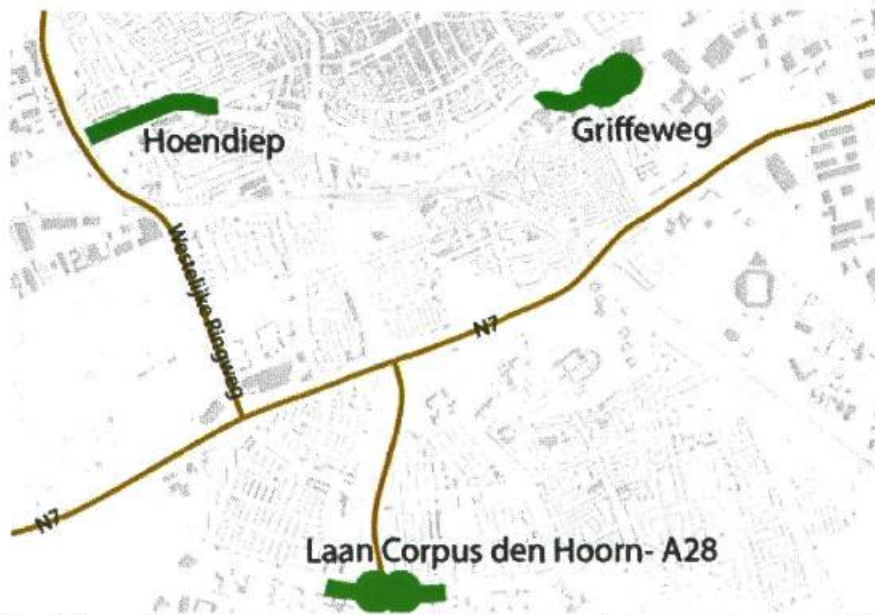 Hoendiep
Griffeweg
Westelijke Ringweg
N7
N7
Laan Corpus den Hoorn- A28